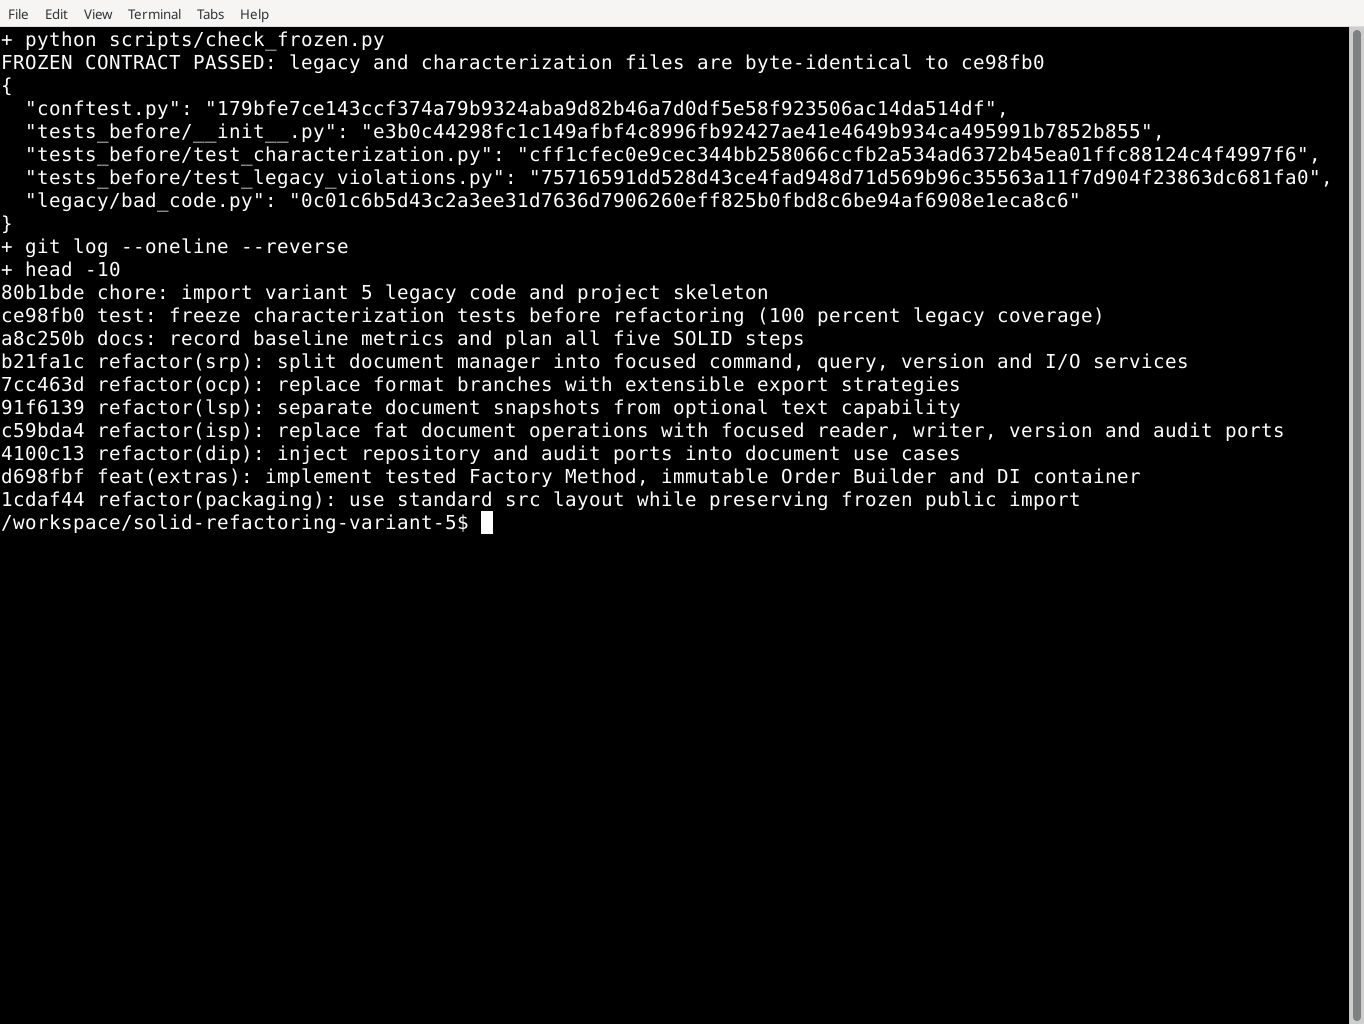 File Edit View Terminal Tabs Help
+ python scripts/check_frozen.py
FROZEN CONTRACT PASSED: legacy and characterization files are byte-identical to ce98fb0
{
  "conftest.py": "179bfe7ce143ccf374a79b9324aba9d82b46a7d0df5e58f923506ac14da514df",
  "tests_before/__init__.py": "e3b0c44298fc1c149afbf4c8996fb92427ae41e4649b934ca495991b7852b855",
  "tests_before/test_characterization.py": "cff1cfec0e9cec344bb258066ccfb2a534ad6372b45ea01ffc88124c4f4997f6",
  "tests_before/test_legacy_violations.py": "75716591dd528d43ce4fad948d71d569b96c35563a11f7d904f23863dc681fa0",
  "legacy/bad_code.py": "0c01c6b5d43c2a3ee31d7636d7906260eff825b0fbd8c6be94af6908e1eca8c6"
}
+ git log --oneline --reverse
+ head -10
80b1bde chore: import variant 5 legacy code and project skeleton
ce98fb0 test: freeze characterization tests before refactoring (100 percent legacy coverage)
a8c250b docs: record baseline metrics and plan all five SOLID steps
b21fa1c refactor(srp): split document manager into focused command, query, version and I/O services
7cc463d refactor(ocp): replace format branches with extensible export strategies
91f6139 refactor(lsp): separate document snapshots from optional text capability
c59bda4 refactor(isp): replace fat document operations with focused reader, writer, version and audit ports
4100c13 refactor(dip): inject repository and audit ports into document use cases
d698fbf feat(extras): implement tested Factory Method, immutable Order Builder and DI container
1cdaf44 refactor(packaging): use standard src layout while preserving frozen public import
/workspace/solid-refactoring-variant-5$